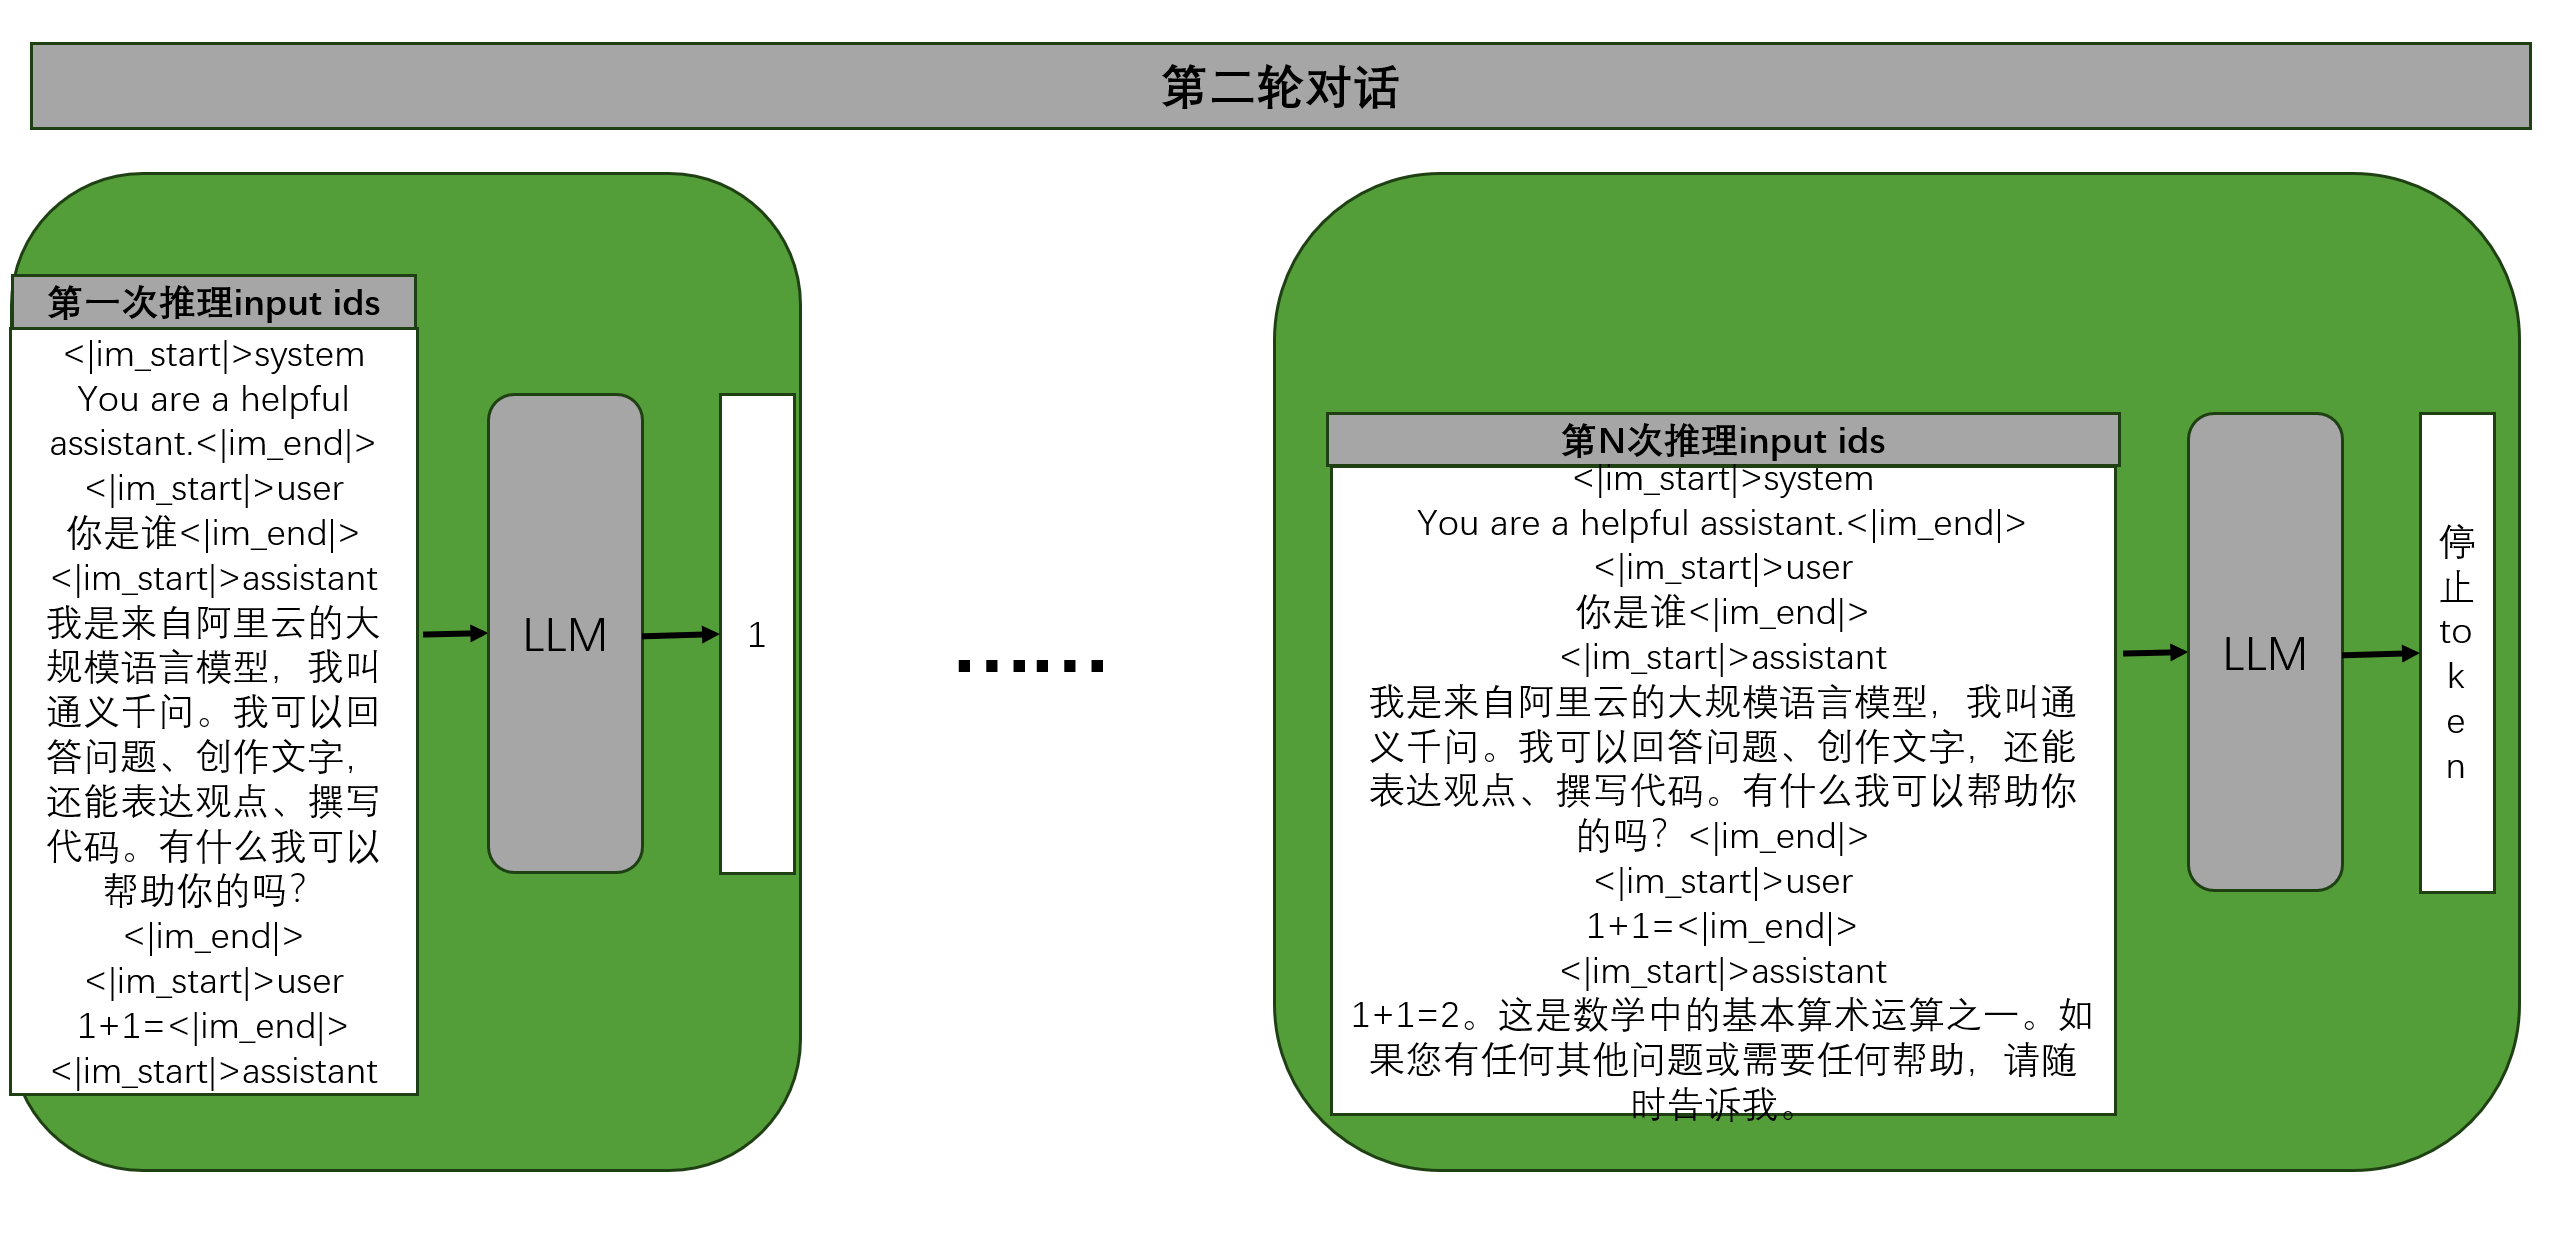 第二轮对话
第一次推理input ids
<|im_start|>system
You are a helpful
assistant.<|im_end|>
<|im_start|>user
你是谁<|im_end|>
<|im_start|>assistant
我是来自阿里云的大
规模语言模型，我叫
通义千问。我可以回
答问题、创作文字，
还能表达观点、撰写
代码。有什么我可以
帮助你的吗？
<|im_end|>
<|im_start|>user
1+1=<|im_end|>
<|im_start|>assistant
LLM
1
......
第N次推理input ids
<|im_start|>system
You are a helpful assistant.<|im_end|>
<|im_start|>user
你是谁<|im_end|>
<|im_start|>assistant
我是来自阿里云的大规模语言模型，我叫通
义千问。我可以回答问题、创作文字，还能
表达观点、撰写代码。有什么我可以帮助你
的吗？<|im_end|>
<|im_start|>user
1+1=<|im_end|>
<|im_start|>assistant
1+1=2。这是数学中的基本算术运算之一。如
果您有任何其他问题或需要任何帮助，请随
时告诉我。
LLM
停
止
to
k
e
n